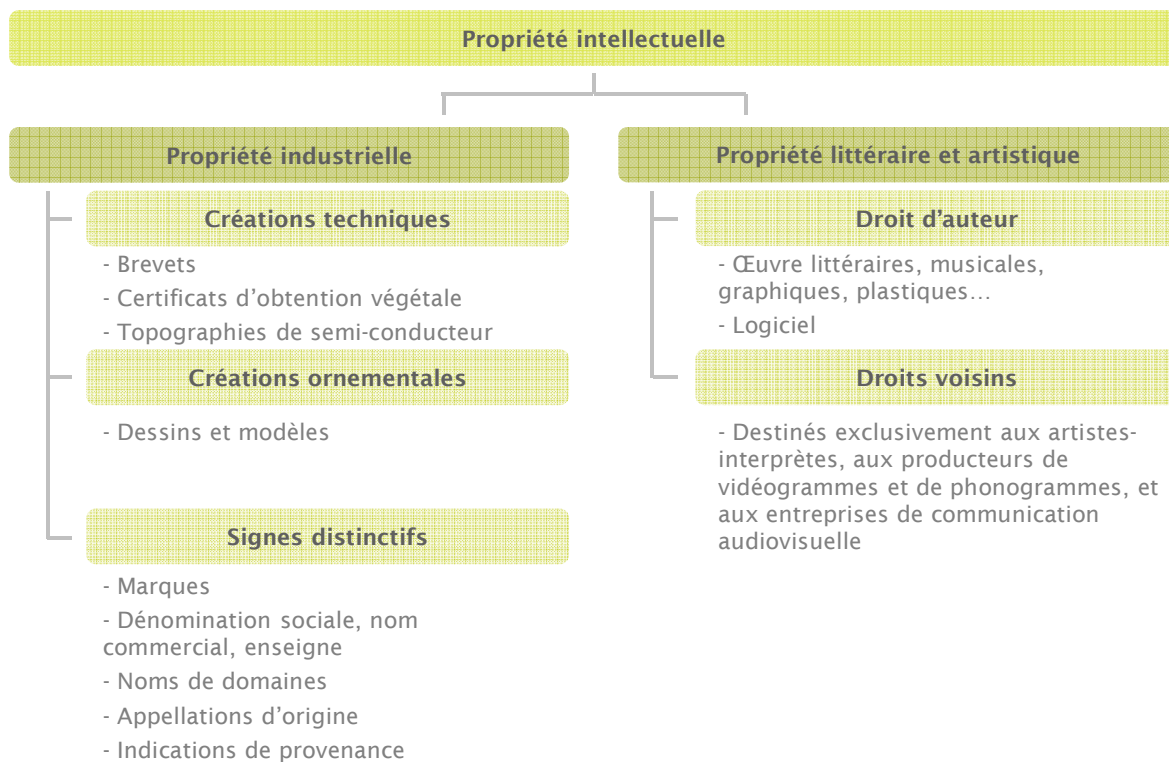 Propriété intellectuelle
Propriété industrielle
Créations techniques
- Brevets
- Certificats d'obtention végétale
- Topographies de semi-conducteur
Créations ornementales
- Dessins et modèles
Signes distinctifs
- Marques
- Dénomination sociale, nom
commercial, enseigne
- Noms de domaines
- Appellations d'origine
- Indications de provenance
Propriété littéraire et artistique
Droit d'auteur
- Œuvre littéraires, musicales,
graphiques, plastiques…
- Logiciel
Droits voisins
- Destinés exclusivement aux artistes-
interprètes, aux producteurs de
vidéogrammes et de phonogrammes, et
aux entreprises de communication
audiovisuelle